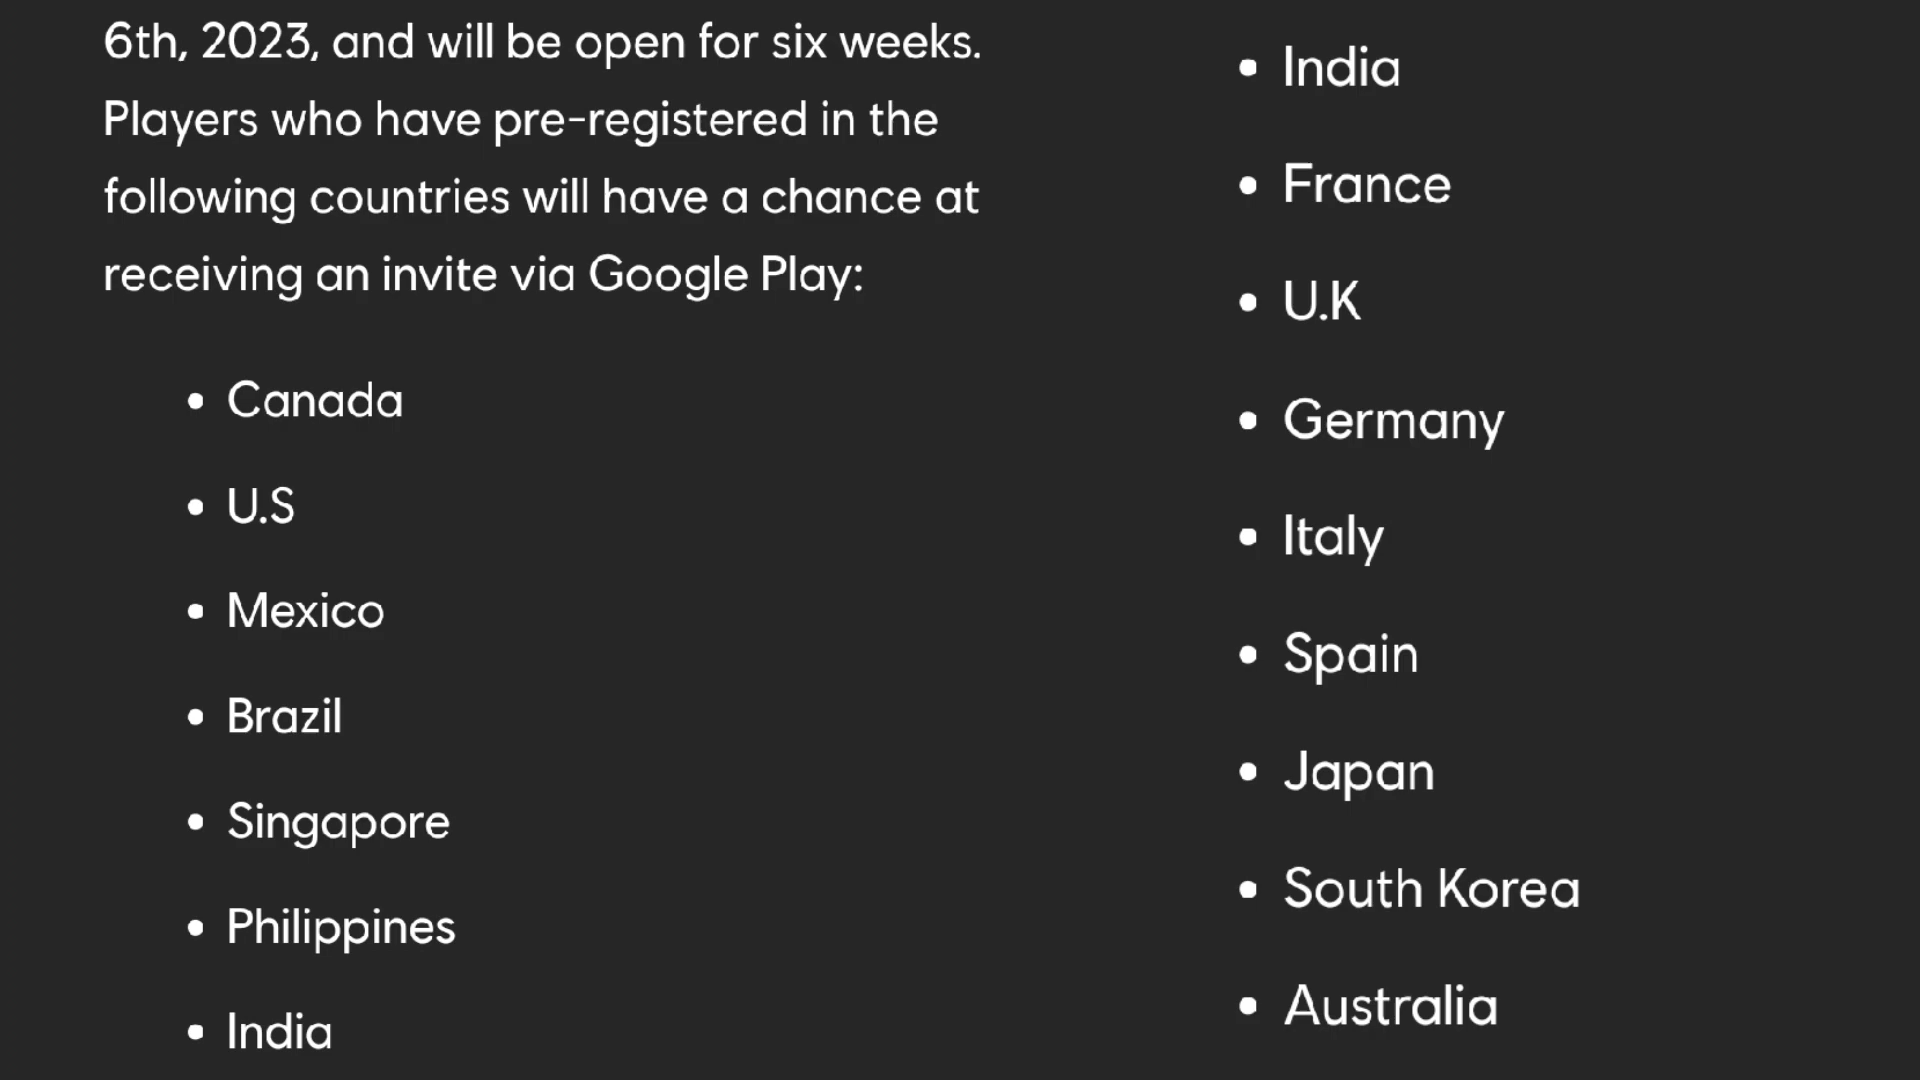 6th, 2023, and will be open for six weeks.
Players who have pre-registered in the
following countries will have a chance at
receiving an invite via Google Play:
• Canada
• U.S
• Mexico
• Brazil
• Singapore
• Philippines
• India
• India
• France
• U.K
• Germany
• Italy
• Spain
• Japan
• South Korea
• Australia